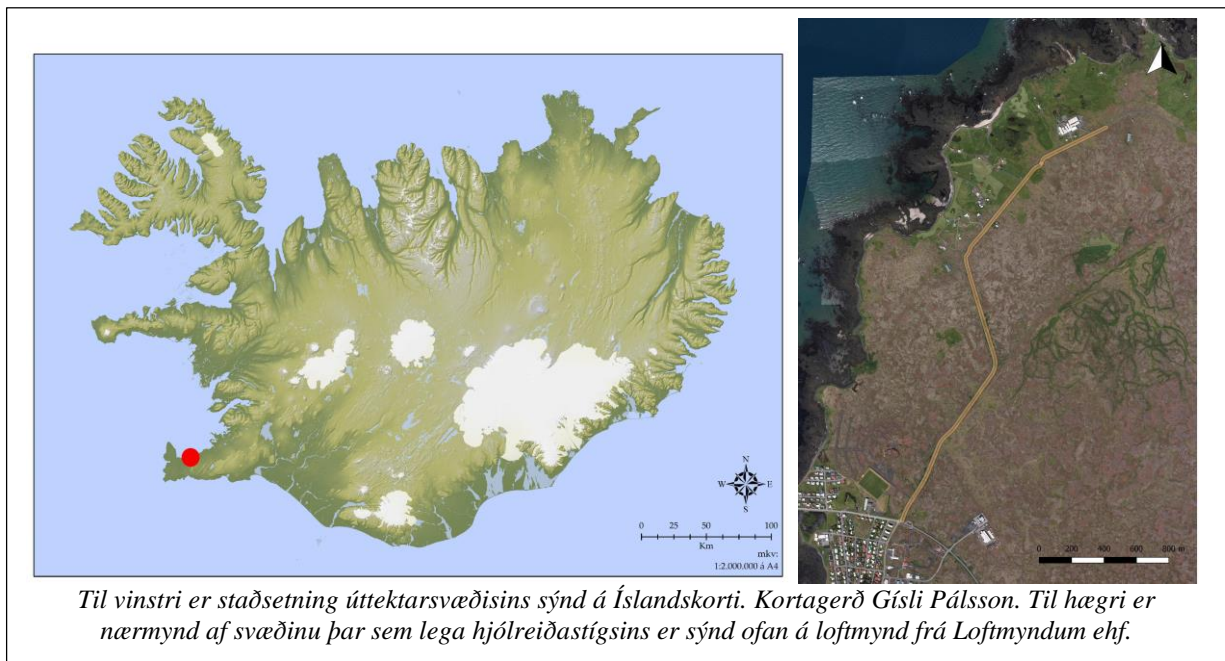 N
W E
S
0 25 50 100
Km
mkv:
1:2.000.000 á A4
0 200 400 600 800 m
Til vinstri er staðsetning úttektarsvæðisins sýnd á Íslandskorti. Kortagerð Gísli Pálsson. Til hægri er
nærmynd af svæðinu þar sem lega hjólreiðastígsins er sýnd ofan á loftmynd frá Loftmyndum ehf.